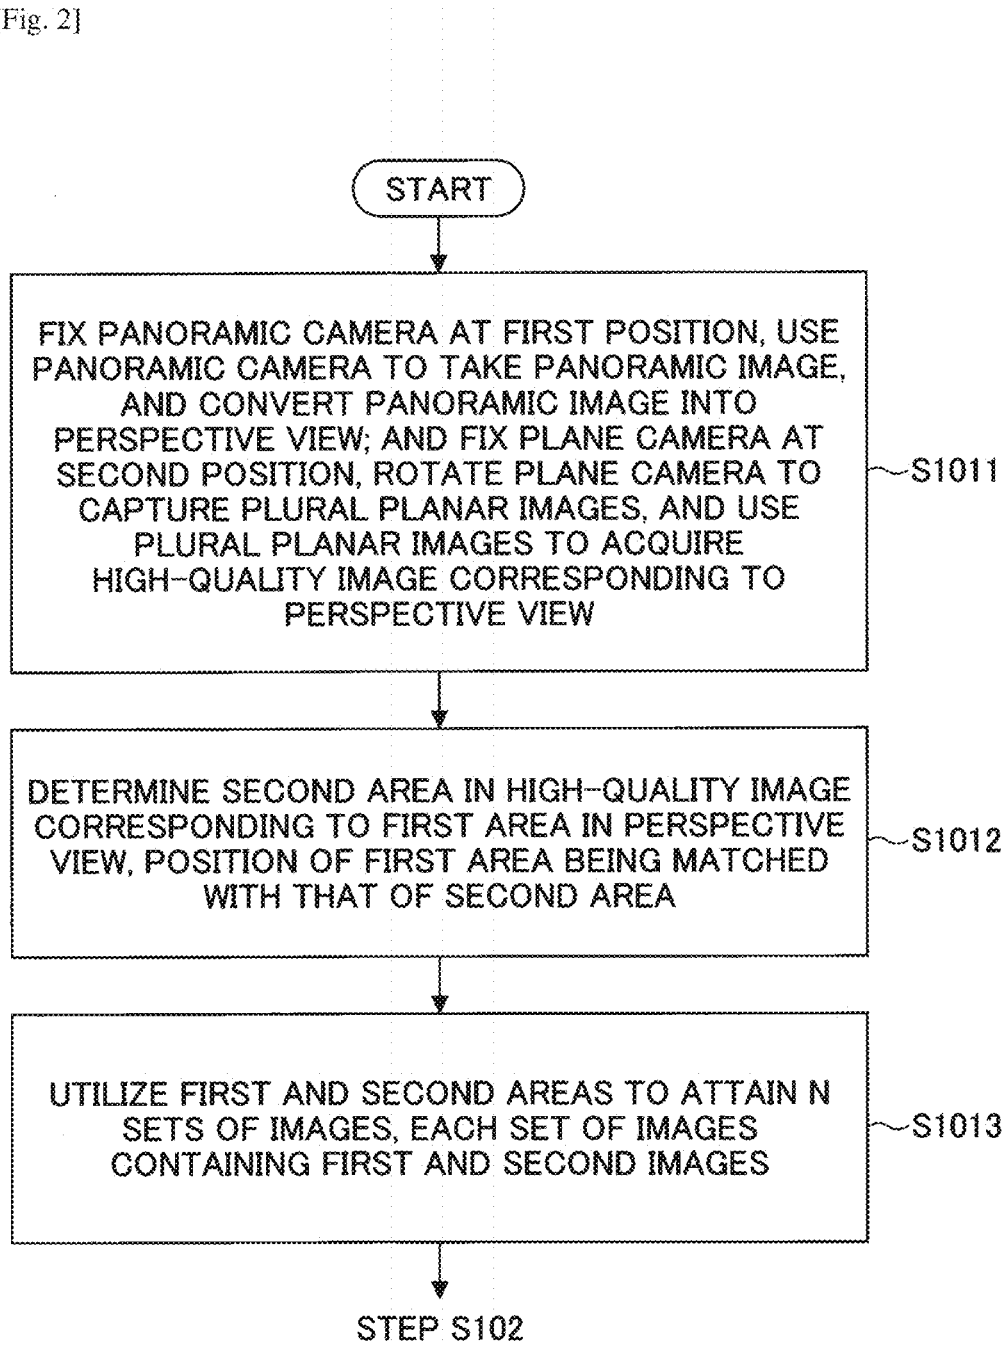 Fig. 2]
START
FIX PANORAMIC CAMERA AT FIRST POSITION, USE
PANORAMIC CAMERA TO TAKE PANORAMIC IMAGE,
AND CONVERT PANORAMIC IMAGE INTO
PERSPECTIVE VIEW; AND FIX PLANE CAMERA AT
SECOND POSITION, ROTATE PLANE CAMERA TO
CAPTURE PLURAL PLANAR IMAGES, AND USE
PLURAL PLANAR IMAGES TO ACQUIRE
HIGH-QUALITY IMAGE CORRESPONDING TO
PERSPECTIVE VIEW
S1011
DETERMINE SECOND AREA IN HIGH-QUALITY IMAGE
CORRESPONDING TO FIRST AREA IN PERSPECTIVE
VIEW, POSITION OF FIRST AREA BEING MATCHED
WITH THAT OF SECOND AREA
S1012
UTILIZE FIRST AND SECOND AREAS TO ATTAIN N
SETS OF IMAGES, EACH SET OF IMAGES
CONTAINING FIRST AND SECOND IMAGES
S1013
STEP S102